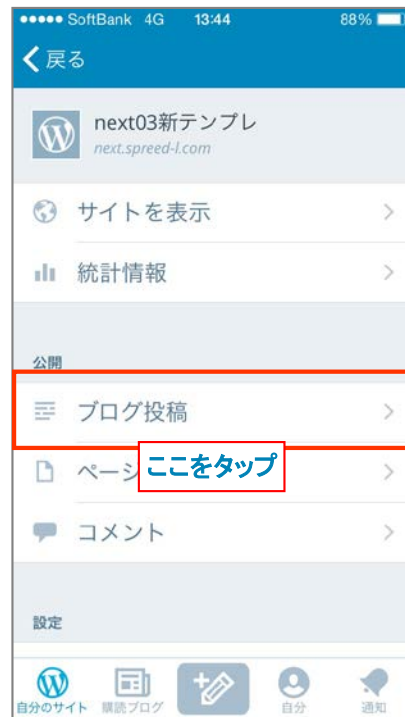 SoftBank 4G 13:44 88%
戻る
next03新テンプレ
next.spreed-l.com
サイトを表示
統計情報
公開
ブログ投稿
ページ
ここをタップ
コメント
設定
自分のサイト 購読ブログ 自分 通知